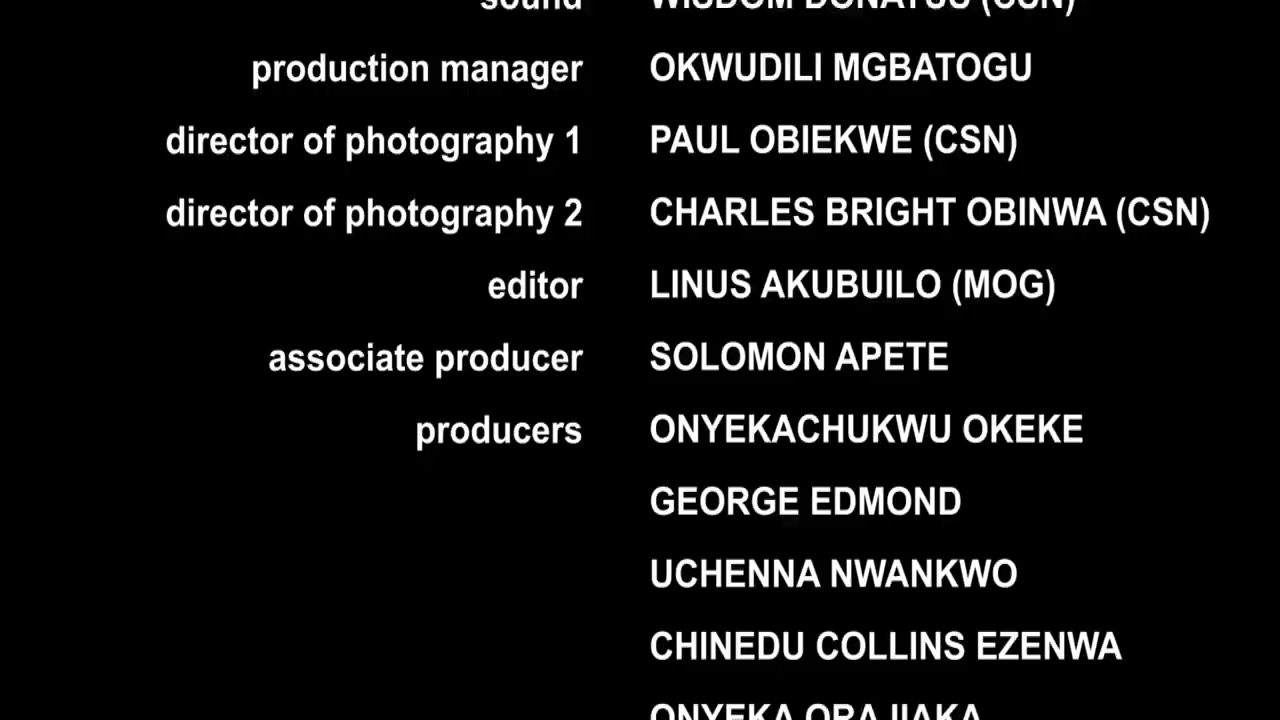 sound WISDOM DONATUS (CSN)
production manager OKWUDILI MGBATOGU
director of photography 1 PAUL OBIEKWE (CSN)
director of photography 2 CHARLES BRIGHT OBINWA (CSN)
editor LINUS AKUBUILO (MOG)
associate producer SOLOMON APETE
producers ONYEKACHUKWU OKEKE
GEORGE EDMOND
UCHENNA NWANKWO
CHINEDU COLLINS EZENWA
ONYEKA